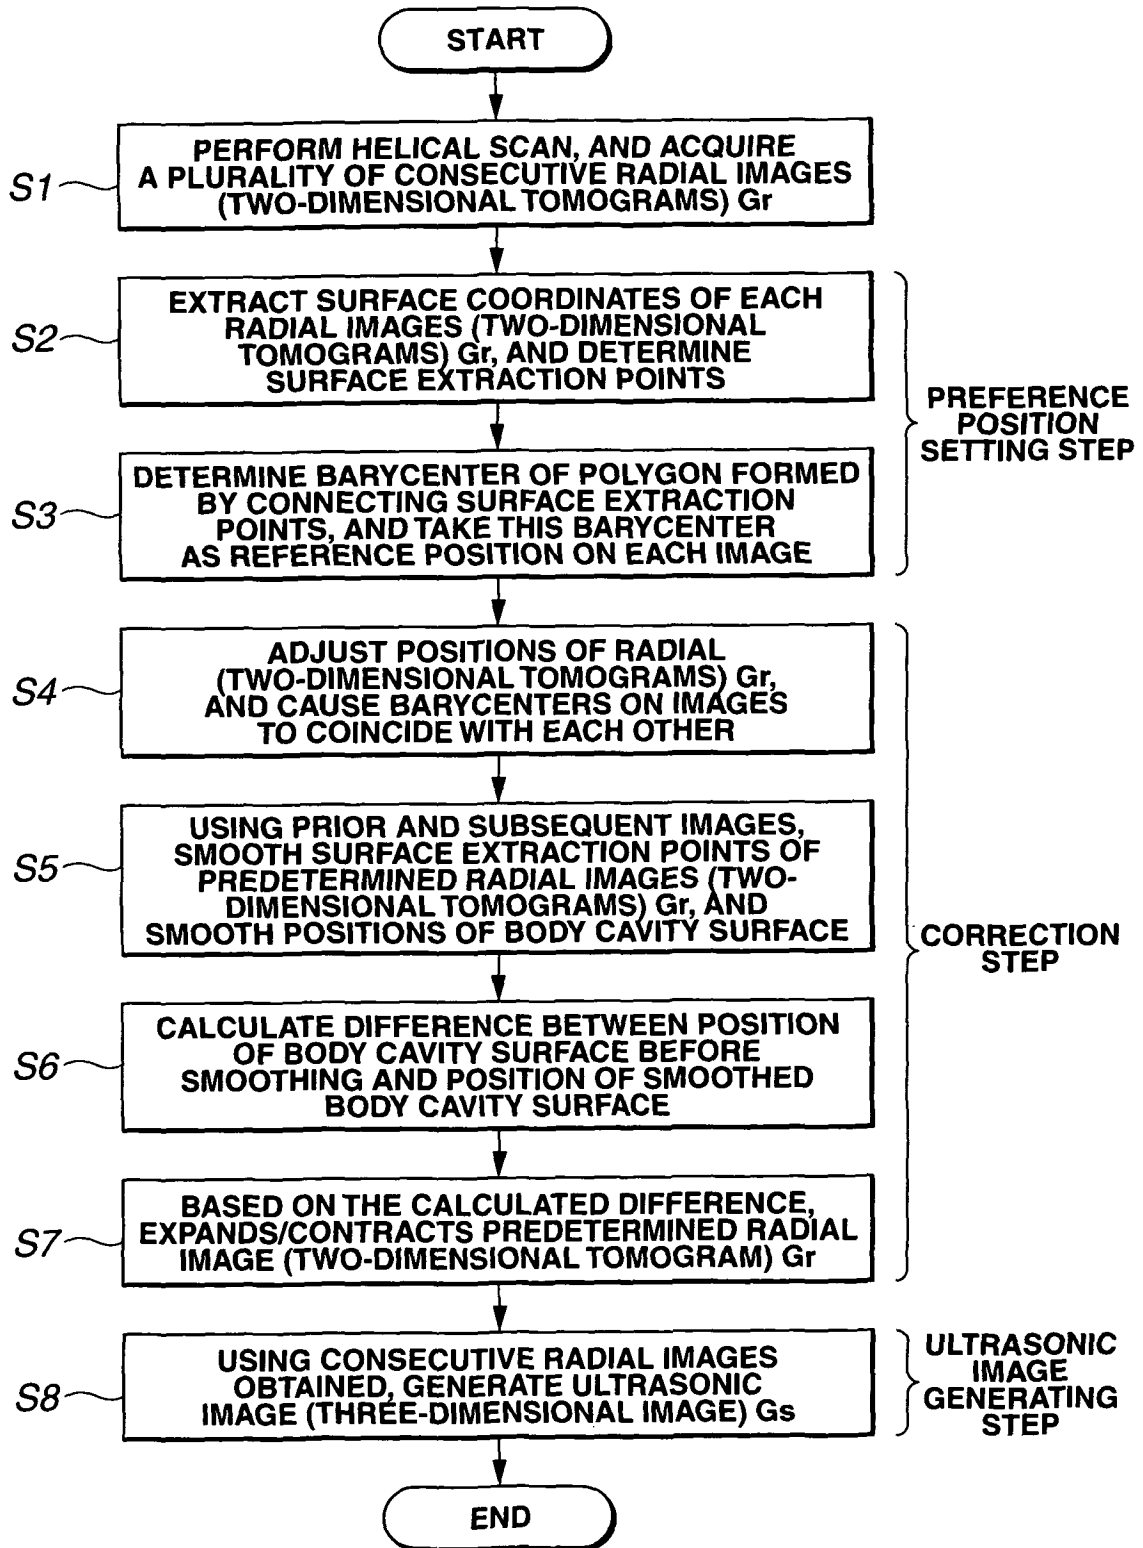 START
S1
PERFORM HELICAL SCAN, AND ACQUIRE
A PLURALITY OF CONSECUTIVE RADIAL IMAGES
(TWO-DIMENSIONAL TOMOGRAMS) Gr
S2
EXTRACT SURFACE COORDINATES OF EACH
RADIAL IMAGES (TWO-DIMENSIONAL
TOMOGRAMS) Gr, AND DETERMINE
SURFACE EXTRACTION POINTS
S3
DETERMINE BARYCENTER OF POLYGON FORMED
BY CONNECTING SURFACE EXTRACTION
POINTS, AND TAKE THIS BARYCENTER
AS REFERENCE POSITION ON EACH IMAGE
PREFERENCE
POSITION
SETTING STEP
S4
ADJUST POSITIONS OF RADIAL
(TWO-DIMENSIONAL TOMOGRAMS) Gr,
AND CAUSE BARYCENTERS ON IMAGES
TO COINCIDE WITH EACH OTHER
S5
USING PRIOR AND SUBSEQUENT IMAGES,
SMOOTH SURFACE EXTRACTION POINTS OF
PREDETERMINED RADIAL IMAGES (TWO-
DIMENSIONAL TOMOGRAMS) Gr, AND
SMOOTH POSITIONS OF BODY CAVITY SURFACE
S6
CALCULATE DIFFERENCE BETWEEN POSITION
OF BODY CAVITY SURFACE BEFORE
SMOOTHING AND POSITION OF SMOOTHED
BODY CAVITY SURFACE
S7
BASED ON THE CALCULATED DIFFERENCE,
EXPANDS/CONTRACTS PREDETERMINED RADIAL
IMAGE (TWO-DIMENSIONAL TOMOGRAM) Gr
CORRECTION
STEP
S8
USING CONSECUTIVE RADIAL IMAGES
OBTAINED, GENERATE ULTRASONIC
IMAGE (THREE-DIMENSIONAL IMAGE) Gs
ULTRASONIC
IMAGE
GENERATING
STEP
END